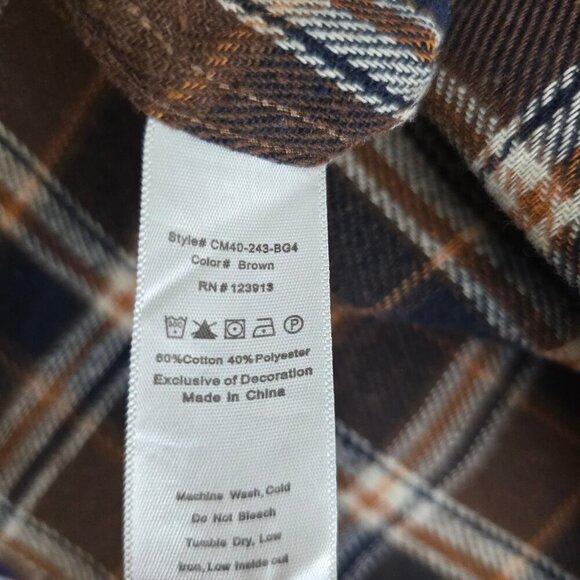 Style# CM40-243-BG4
Color# Brown
RN # 123913
60%Cotton 40%Polyester
Exclusive of Decoration
Made In China
Machine Wash, Cold
Do Not Bleach
Tumble Dry, Low
Iron, Low Inside out